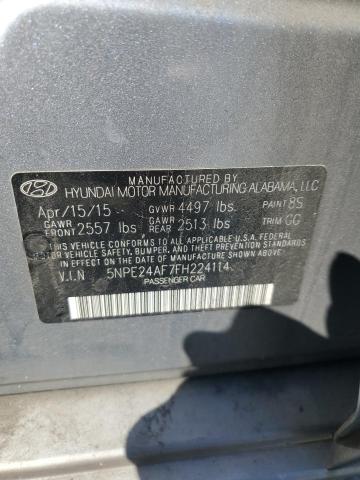 MANUFACTURED BY
HYUNDAI MOTOR MANUFACTURING ALABAMA, LLC
Apr/15/15 GVWR 4497 lbs. PAINT 8S
GAWR FRONT 2557 lbs GAWR REAR 2513 lbs TRIM GG
THIS VEHICLE CONFORMS TO ALL APPLICABLE U.S. FEDERAL
MOTOR VEHICLE SAFETY, BUMPER, AND THEFT PREVENTION
STANDARDS IN EFFECT ON THE DATE OF MANUFACTURE SHOWN
ABOVE.
V.I.N 5NPE24AF7FH224114
PASSENGER CAR